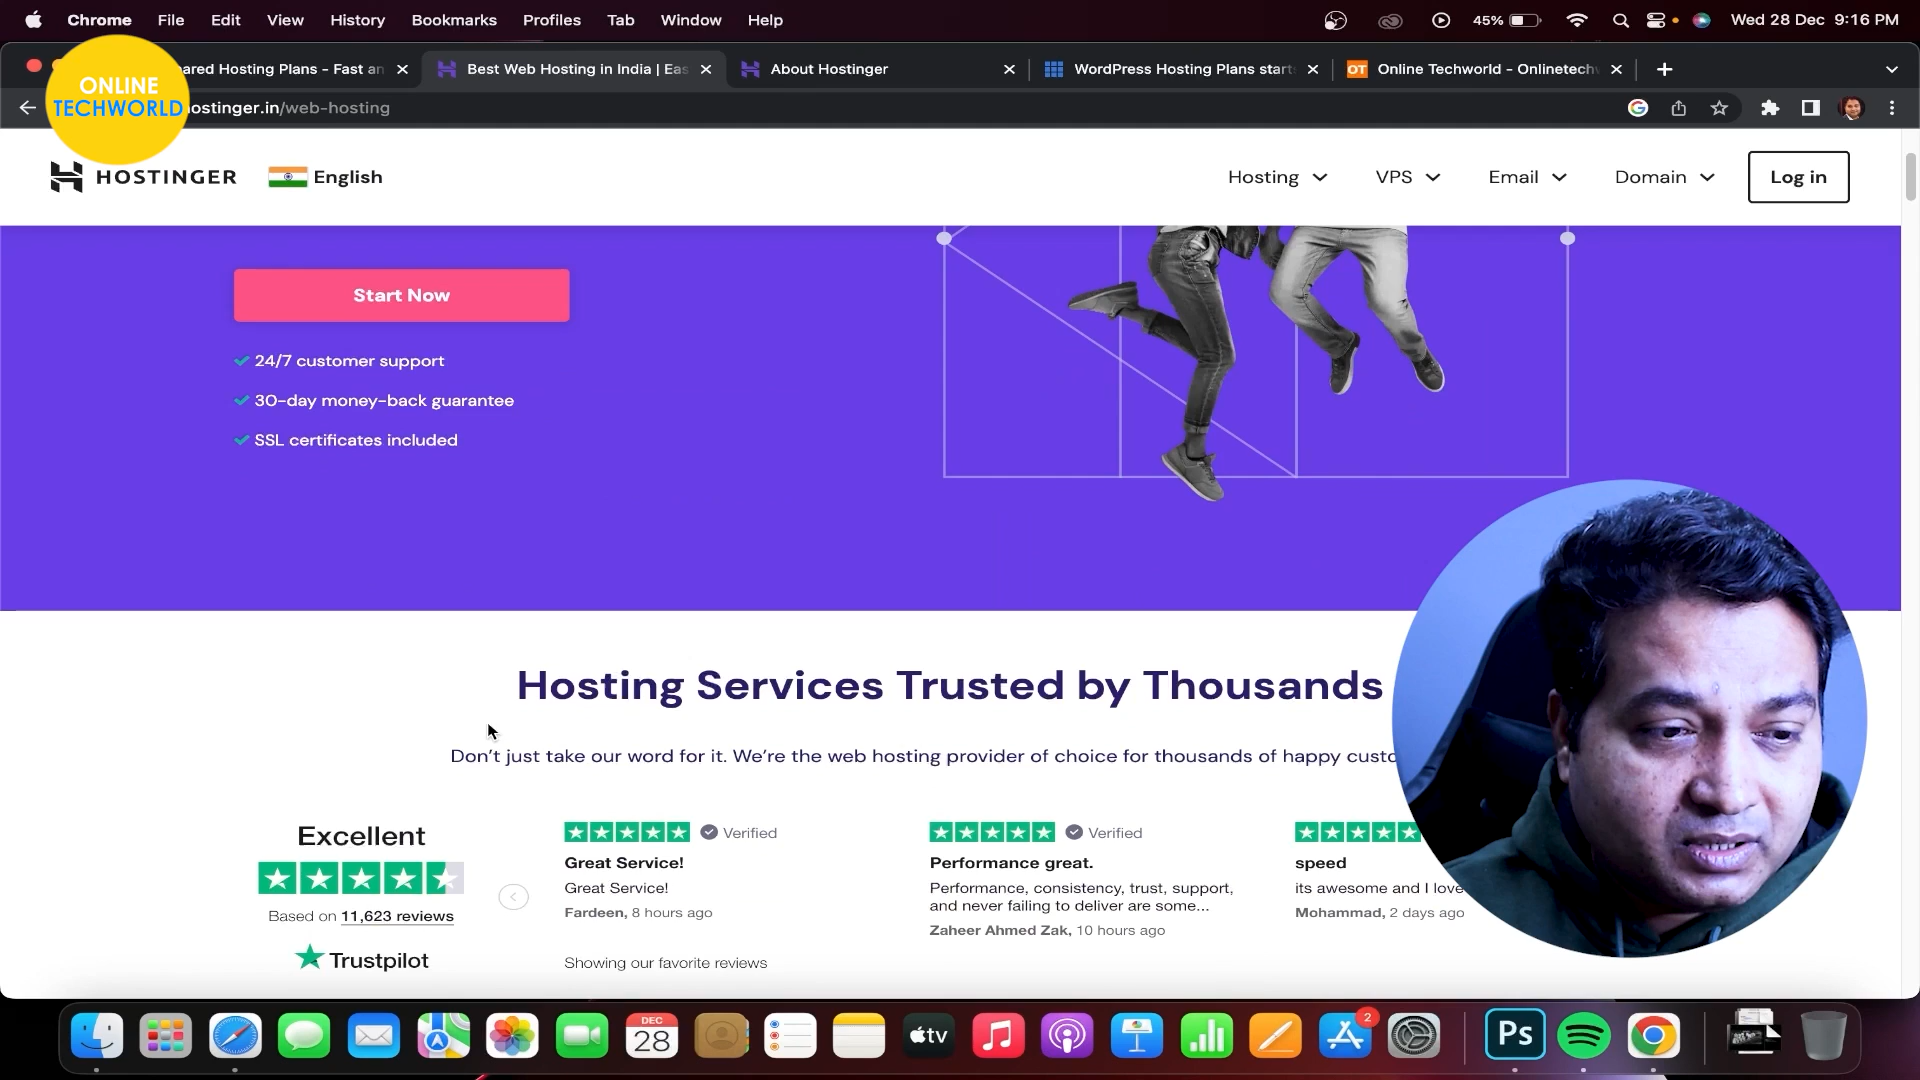 Chrome File Edit View History Bookmarks Profiles Tab Window Help 45% Wed 28 Dec 9:16 PM
ONLINE
TECHWORLD
ared Hosting Plans - Fast an
Best Web Hosting in India | Eas
About Hostinger
WordPress Hosting Plans start
OT Online Techworld - Onlinetech
ostinger.in/web-hosting
HOSTINGER English Hosting VPS Email Domain Log in
Start Now
24/7 customer support
30-day money-back guarantee
SSL certificates included
Hosting Services Trusted by Thousands
Don't just take our word for it. We're the web hosting provider of choice for thousands of happy custo
Excellent
Based on 11,623 reviews
Trustpilot
Verified
Great Service!
Great Service!
Fardeen, 8 hours ago
Verified
Performance great.
Performance, consistency, trust, support,
and never failing to deliver are some...
Zaheer Ahmed Zak, 10 hours ago
speed
its awesome and I love
Mohammad, 2 days ago
Showing our favorite reviews
DEC
28
tv
2
Ps